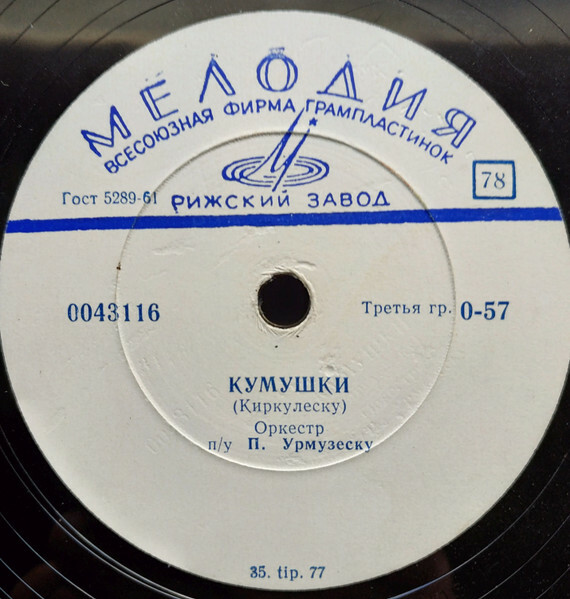 МЕЛОДИЯ
ВСЕСОЮЗНАЯ ФИРМА ГРАМПЛАСТИНОК
78
Гост 5289-61
РИЖСКИЙ ЗАВОД
0043116
Третья гр. 0-57
КУМУШКИ
(Киркулеску)
Оркестр
п/у П. Урмузеску
35. tip. 77